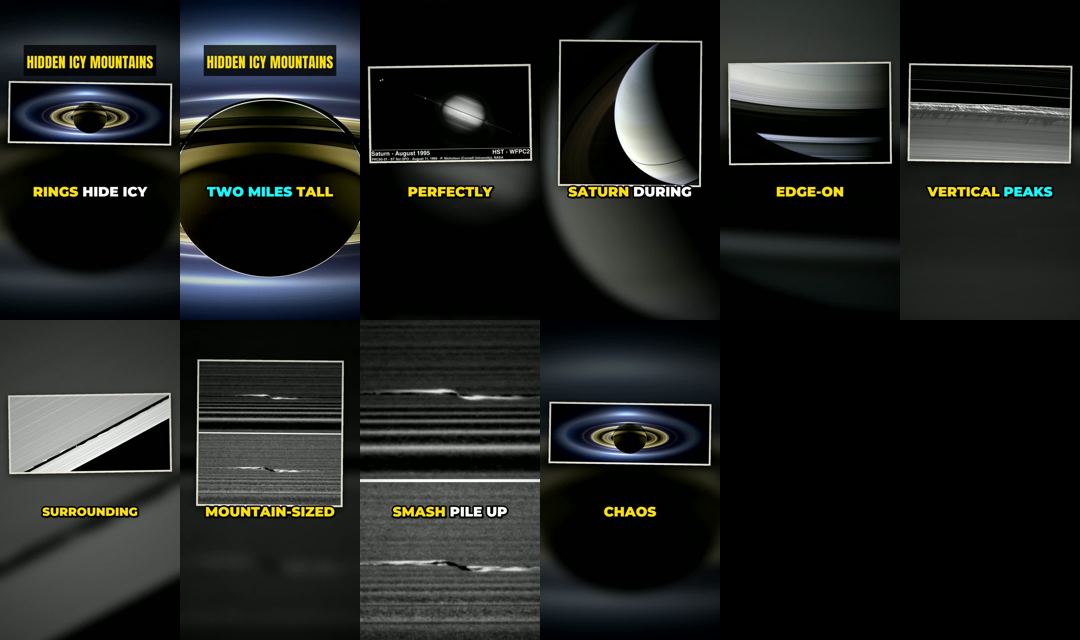 HIDDEN ICY MOUNTAINS
RINGS HIDE ICY
HIDDEN ICY MOUNTAINS
TWO MILES TALL
Saturn - August 1995
HST - WFPC2
PERFECTLY
SATURN DURING
EDGE-ON
VERTICAL PEAKS
SURROUNDING
MOUNTAIN-SIZED
SMASH PILE UP
CHAOS